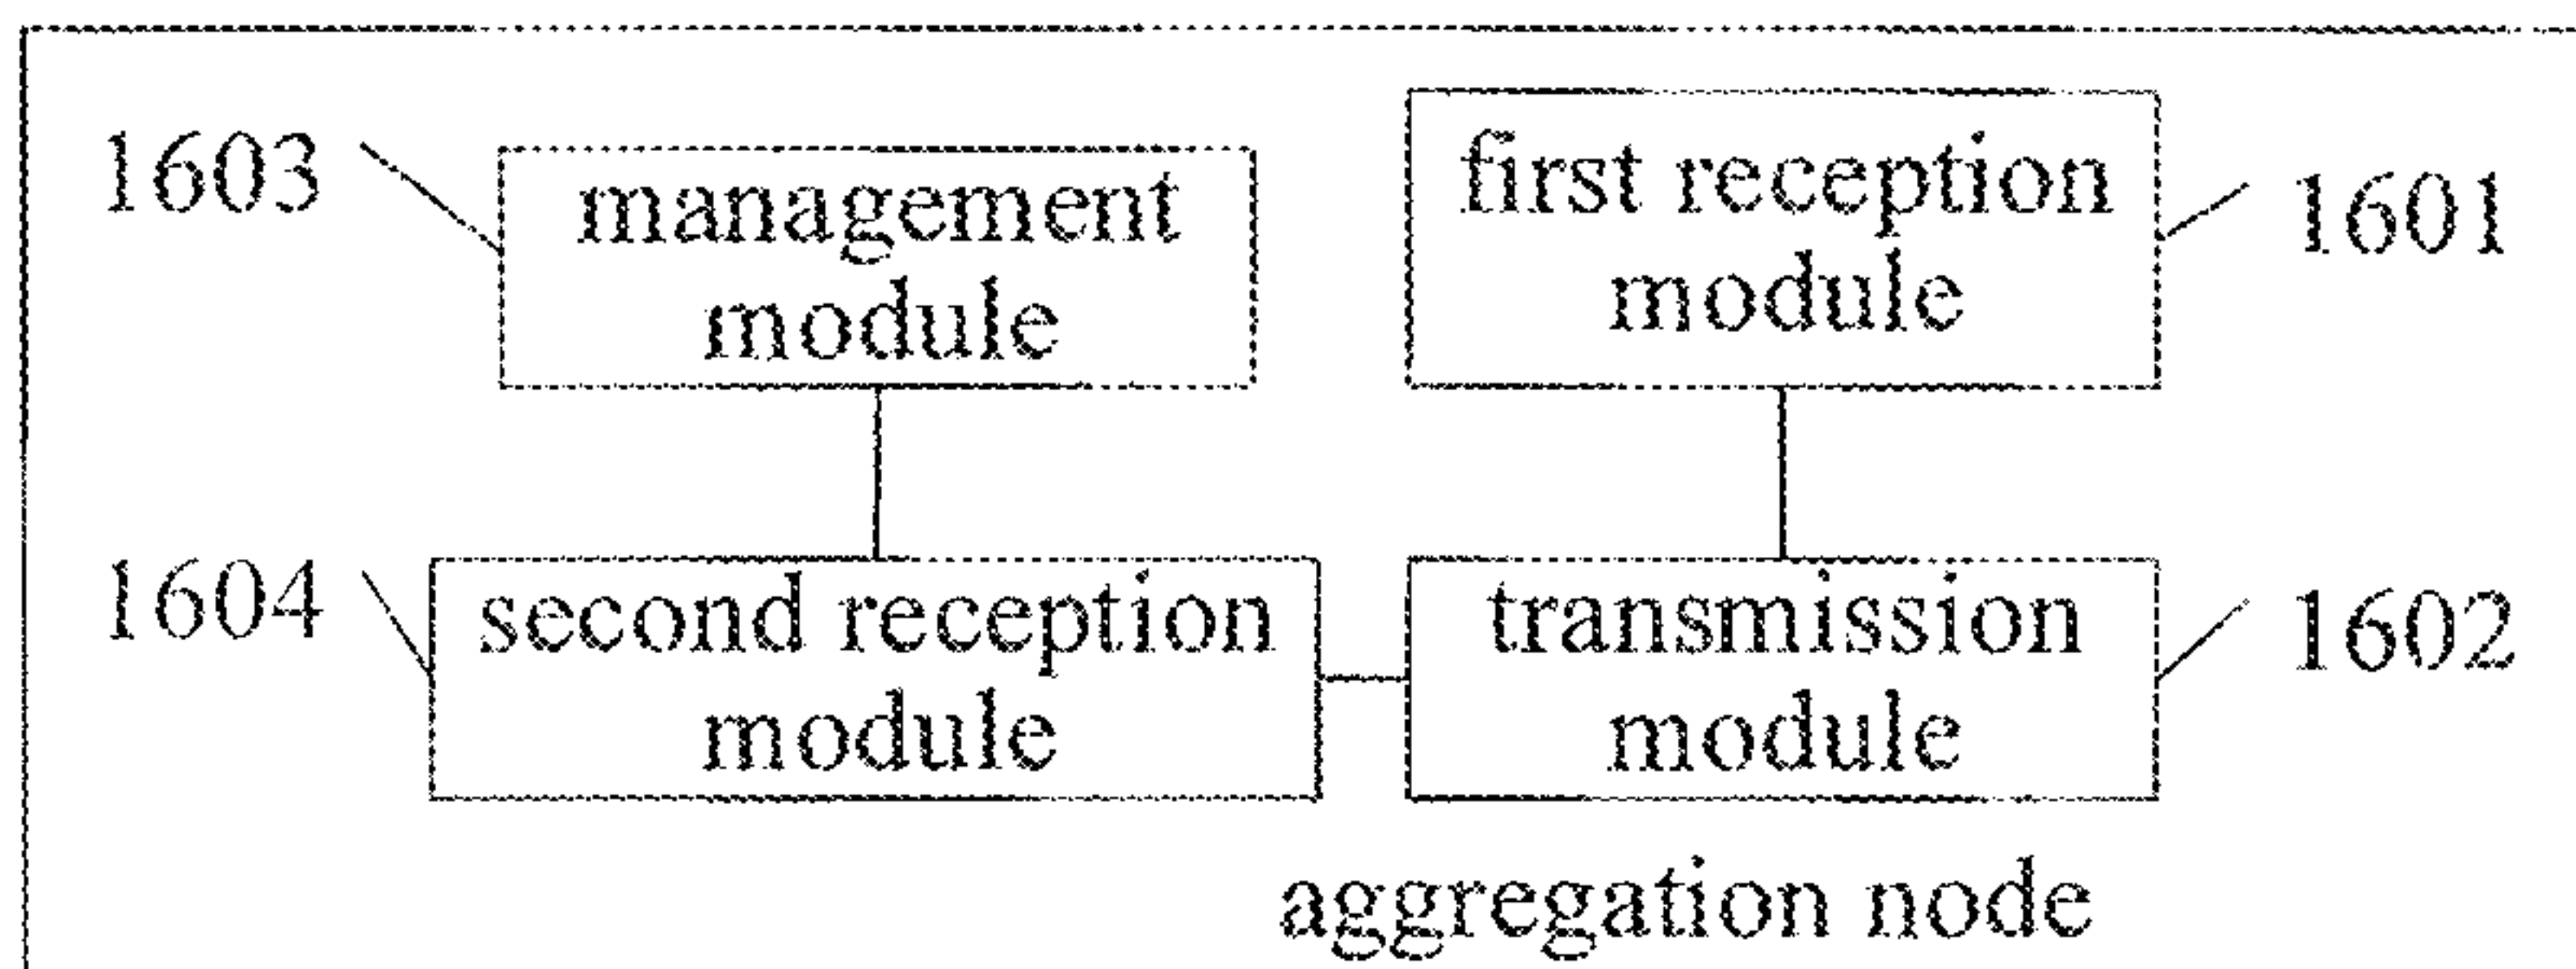 1603
management
module
first reception
module
1601
1604
second reception
module
transmission
module
1602
aggregation node